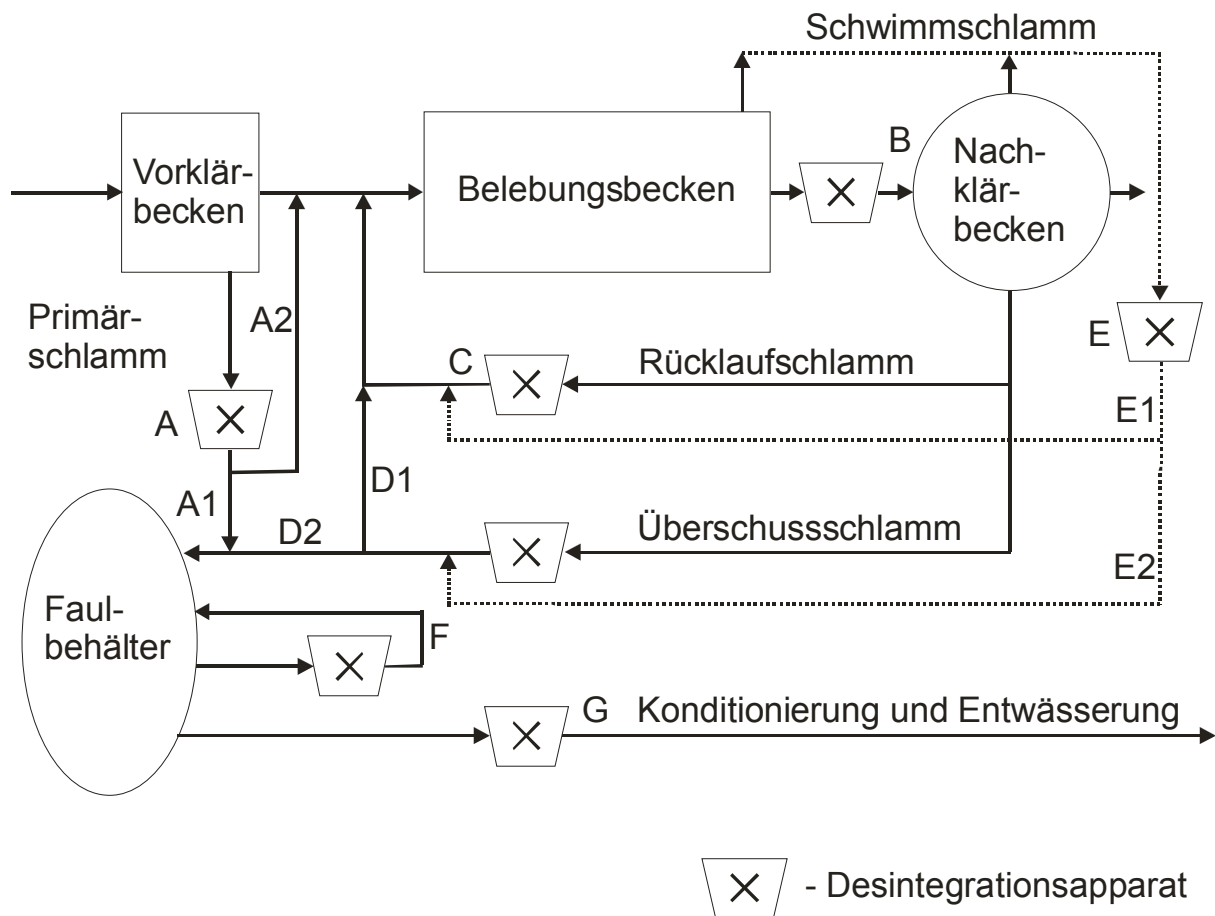 Schwimmschlamm
Vorklär-
becken
Belebungsbecken
B
Nach-
klär-
becken
Primär-
schlamm
A2
A
C
Rücklaufschlamm
E
E1
A1
D1
D2
Überschussschlamm
E2
Faul-
behälter
F
G Konditionierung und Entwässerung
- Desintegrationsapparat